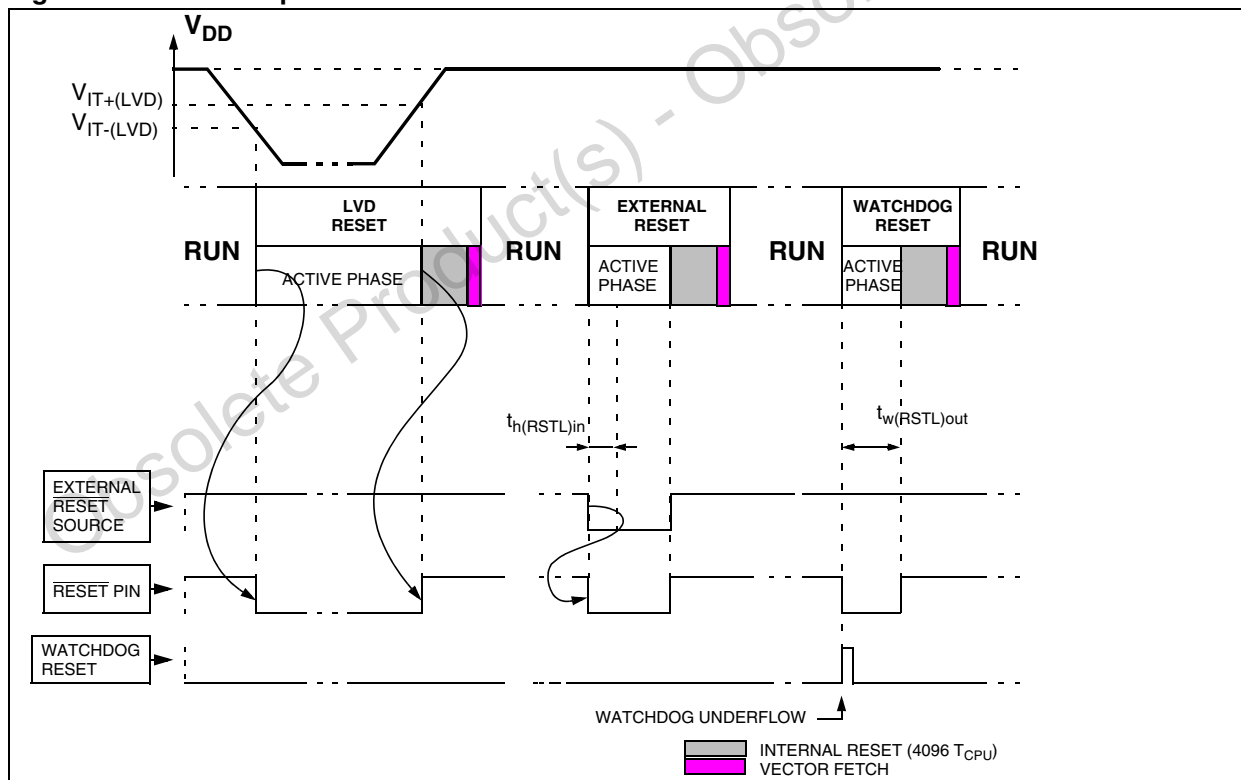 V_DD
V_IT+(LVD)
V_IT-(LVD)
LVD
RESET
EXTERNAL
RESET
WATCHDOG
RESET
RUN
RUN
RUN
RUN
ACTIVE PHASE
ACTIVE
PHASE
ACTIVE
PHASE
t_h(RSTL)in
t_w(RSTL)out
EXTERNAL
RESET
SOURCE
RESET PIN
WATCHDOG
RESET
WATCHDOG UNDERFLOW
INTERNAL RESET (4096 T_CPU)
VECTOR FETCH
Obsolete Product(s) - Obsol